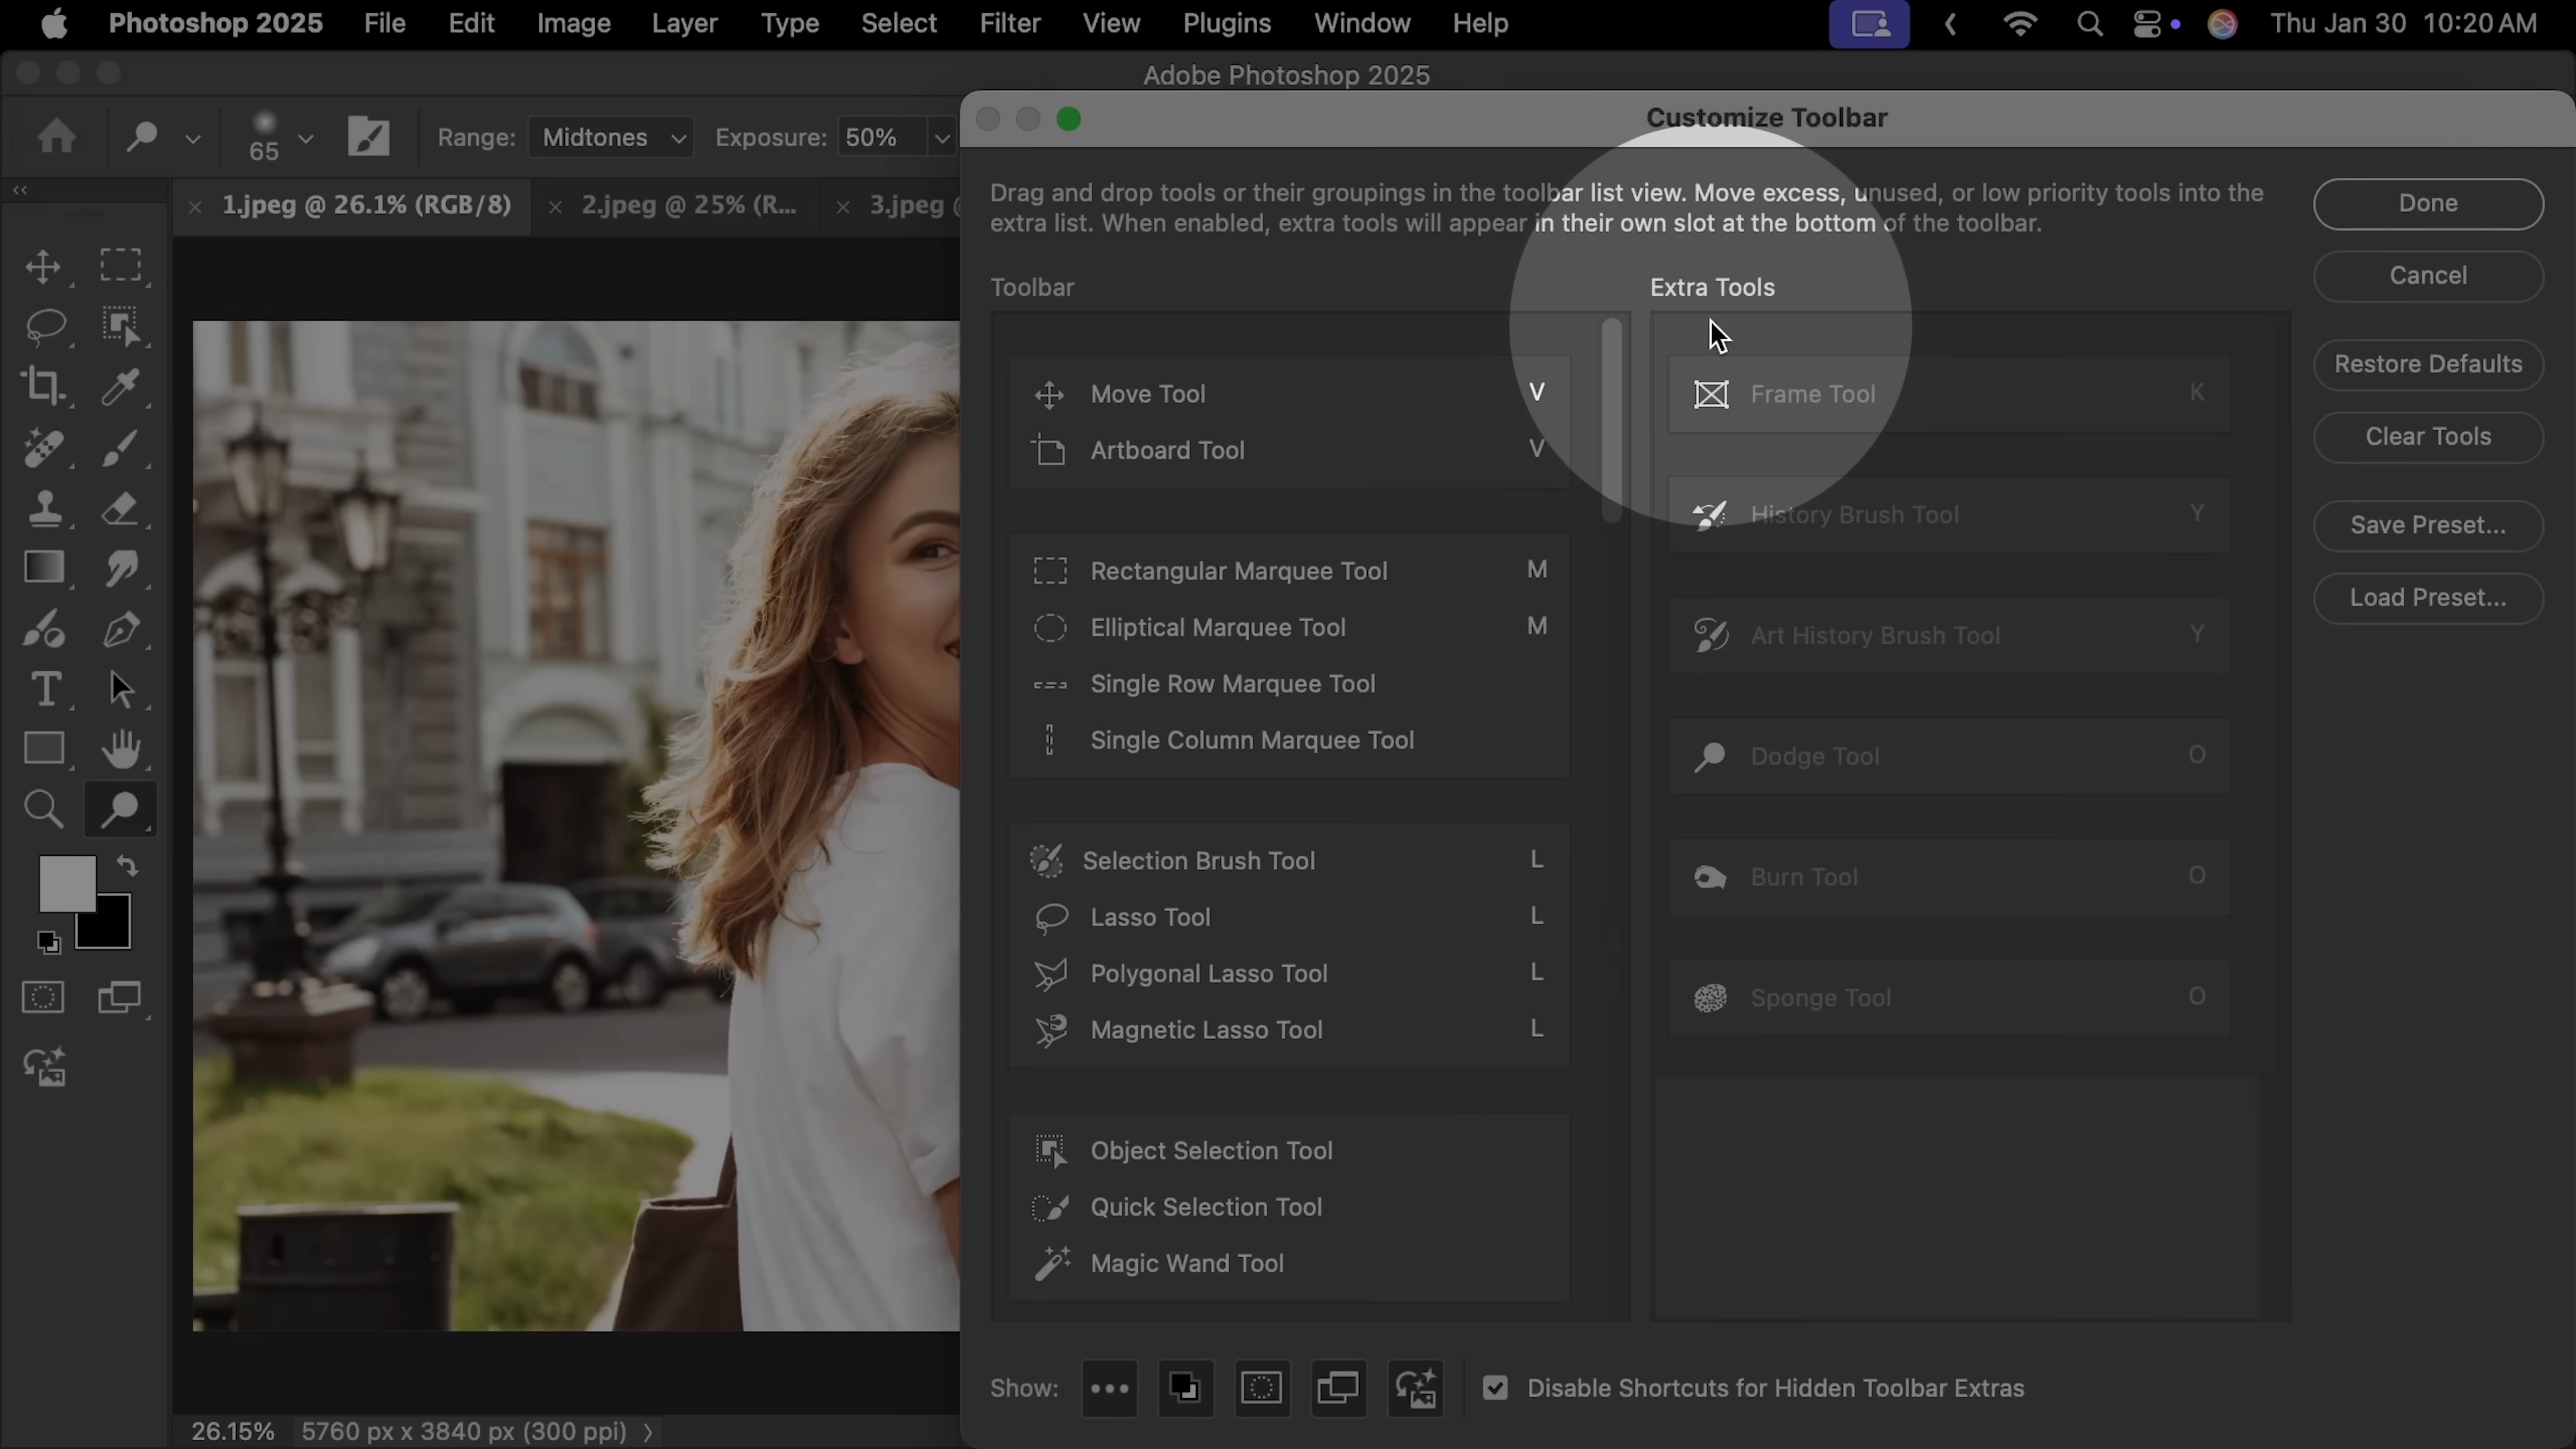 Photoshop 2025 File Edit Image Layer Type Select Filter View Plugins Window Help Thu Jan 30 10:20 AM
Adobe Photoshop 2025
65 Range: Midtones Exposure: 50%
1.jpeg @ 26.1% (RGB/8) 2.jpeg @ 25% (R... 3.jpeg @
Customize Toolbar
Drag and drop tools or their groupings in the toolbar list view. Move excess, unused, or low priority tools into the
extra list. When enabled, extra tools will appear in their own slot at the bottom of the toolbar.
Toolbar
Move Tool V
Artboard Tool V
Rectangular Marquee Tool M
Elliptical Marquee Tool M
Single Row Marquee Tool
Single Column Marquee Tool
Selection Brush Tool L
Lasso Tool L
Polygonal Lasso Tool L
Magnetic Lasso Tool L
Object Selection Tool
Quick Selection Tool
Magic Wand Tool
Extra Tools
Frame Tool K
History Brush Tool Y
Art History Brush Tool Y
Dodge Tool O
Burn Tool O
Sponge Tool O
Done
Cancel
Restore Defaults
Clear Tools
Save Preset...
Load Preset...
Show: Disable Shortcuts for Hidden Toolbar Extras
26.15% 5760 px x 3840 px (300 ppi)